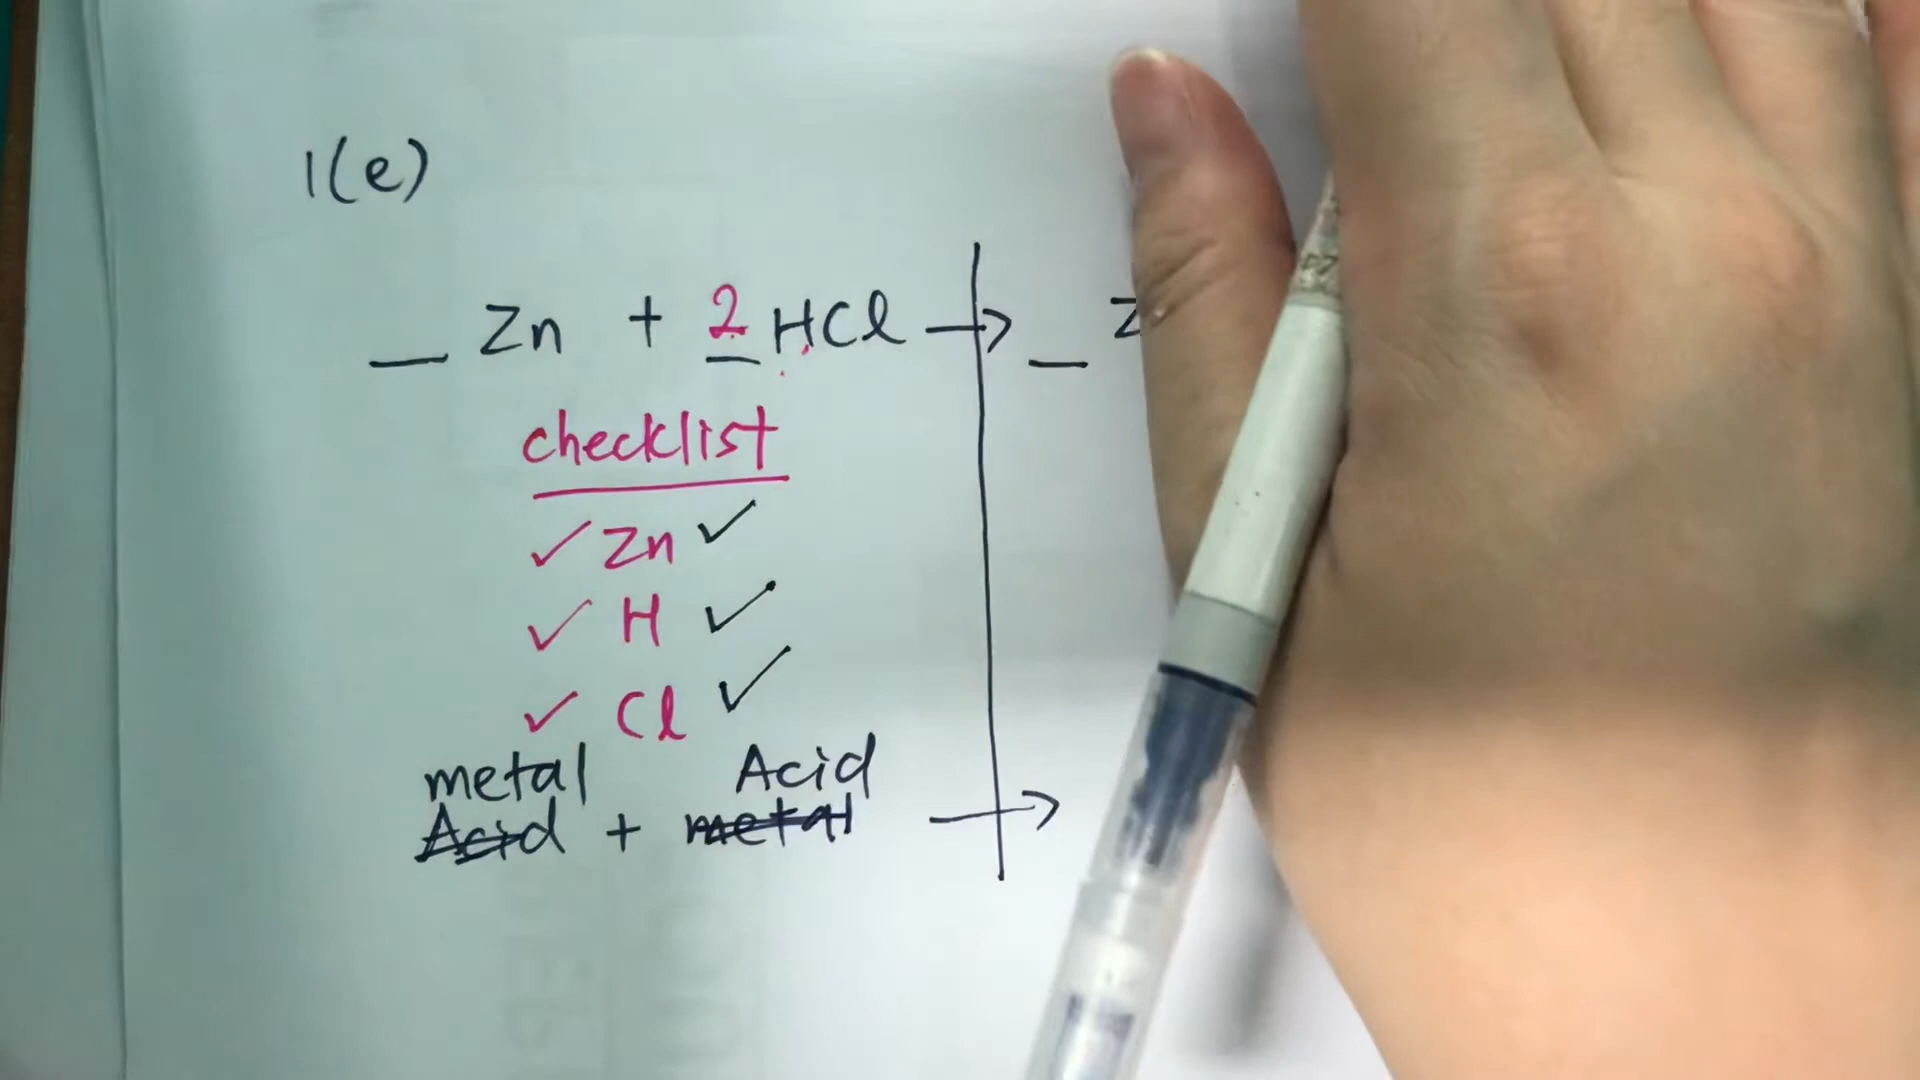 1(e)
_ Zn + 2 HCl → _ Z
checklist
✓ Zn ✓
✓ H ✓
✓ Cl ✓
metal Acid
Acid + metal →